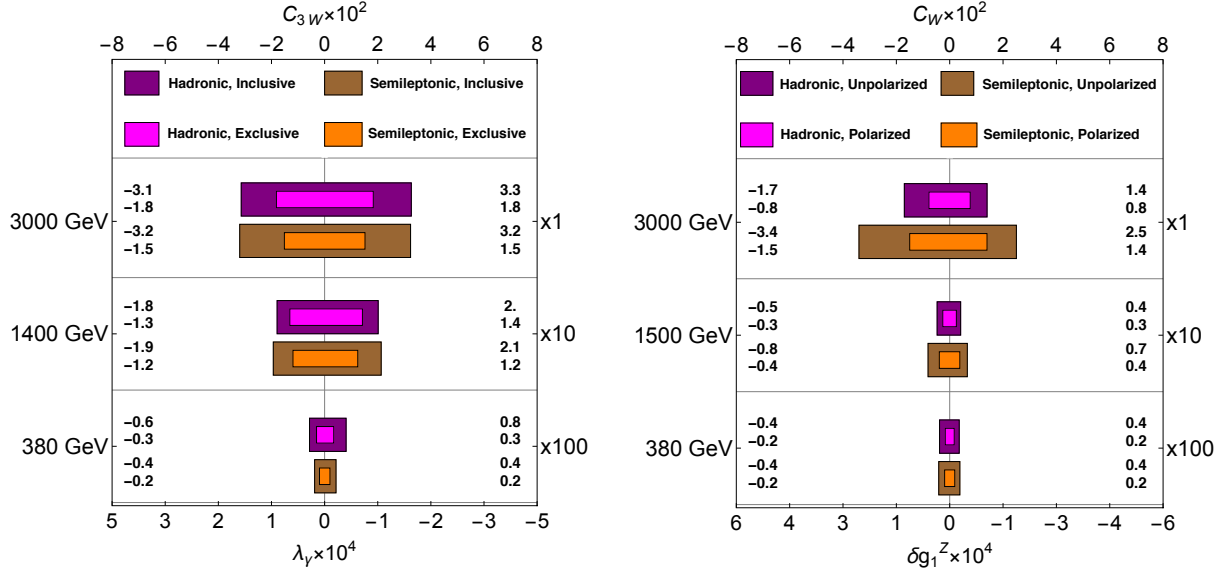 C3W×10²
−8 −6 −4 −2 0 2 4 6 8
Hadronic, Inclusive Semileptonic, Inclusive
Hadronic, Exclusive Semileptonic, Exclusive
−3.1 3.3
−1.8 1.8
3000 GeV x1
−3.2 3.2
−1.5 1.5
−1.8 2.
−1.3 1.4
1400 GeV x10
−1.9 2.1
−1.2 1.2
−0.6 0.8
−0.3 0.3
380 GeV x100
−0.4 0.4
−0.2 0.2
5 4 3 2 1 0 −1 −2 −3 −4 −5
λγ×10⁴
CW×10²
−8 −6 −4 −2 0 2 4 6 8
Hadronic, Unpolarized Semileptonic, Unpolarized
Hadronic, Polarized Semileptonic, Polarized
−1.7 1.4
−0.8 0.8
3000 GeV x1
−3.4 2.5
−1.5 1.4
−0.5 0.4
−0.3 0.3
1500 GeV x10
−0.8 0.7
−0.4 0.4
−0.4 0.4
−0.2 0.2
380 GeV x100
−0.4 0.4
−0.2 0.2
6 5 4 3 2 1 0 −1 −2 −3 −4 −5 −6
δg₁ᶻ×10⁴